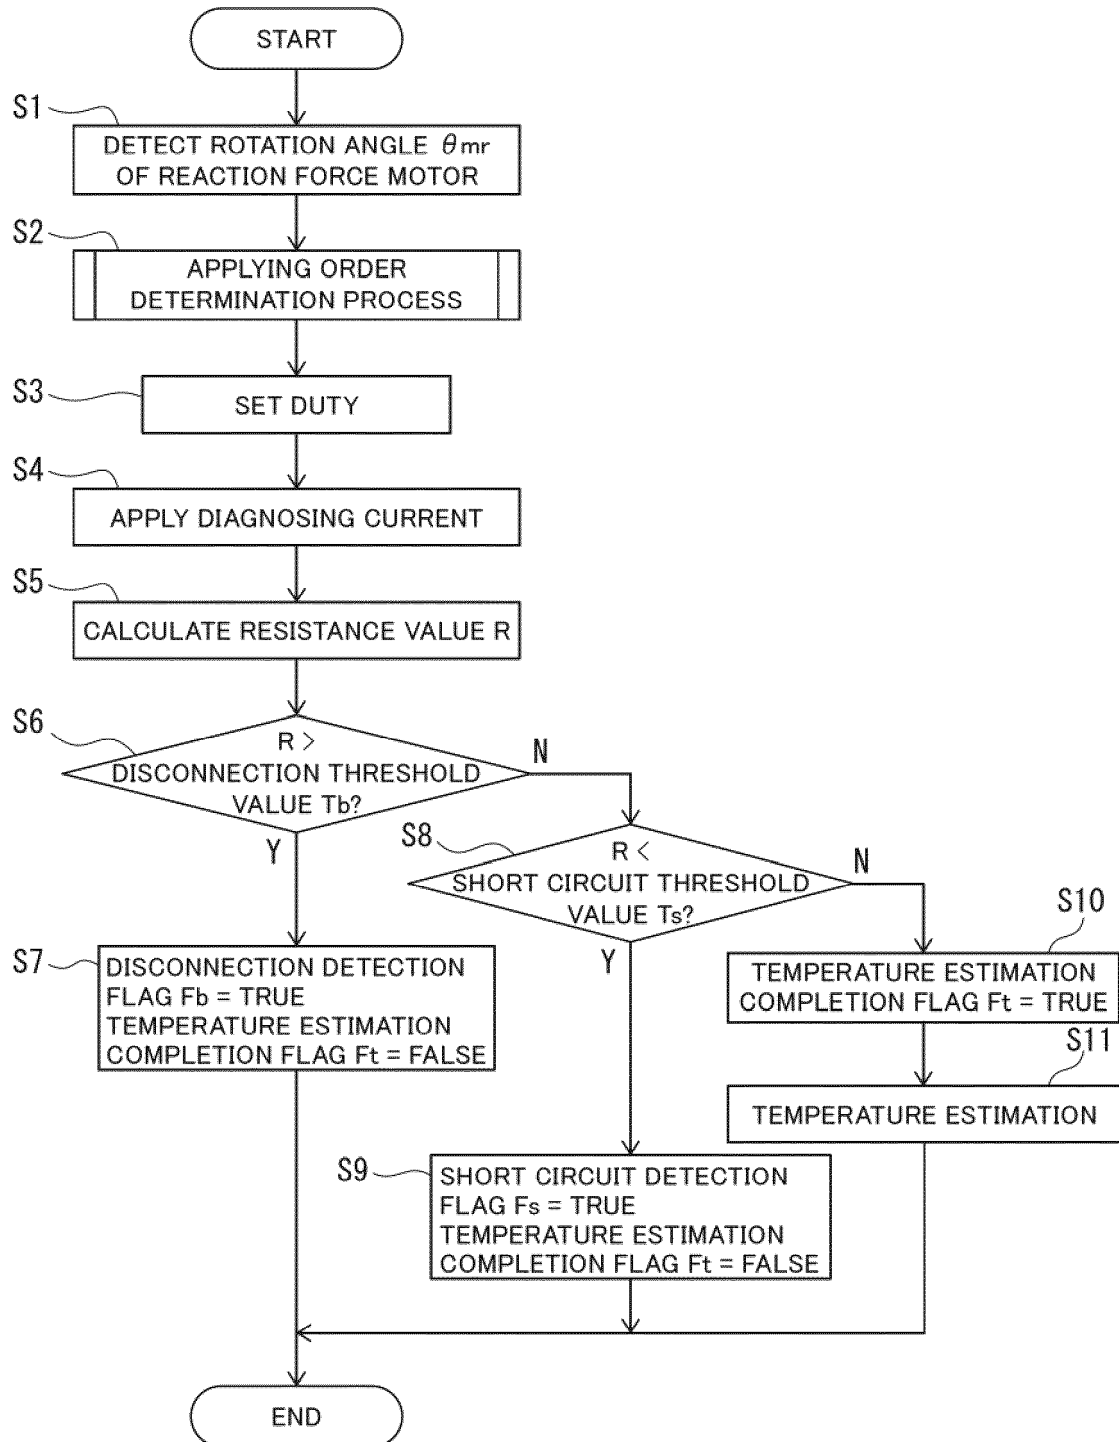 START
S1
DETECT ROTATION ANGLE θmr
OF REACTION FORCE MOTOR
S2
APPLYING ORDER
DETERMINATION PROCESS
S3
SET DUTY
S4
APPLY DIAGNOSING CURRENT
S5
CALCULATE RESISTANCE VALUE R
S6
R >
DISCONNECTION THRESHOLD
VALUE Tb?
N
Y
S8
R <
SHORT CIRCUIT THRESHOLD
VALUE Ts?
N
Y
S7
DISCONNECTION DETECTION
FLAG Fb = TRUE
TEMPERATURE ESTIMATION
COMPLETION FLAG Ft = FALSE
S10
TEMPERATURE ESTIMATION
COMPLETION FLAG Ft = TRUE
S11
TEMPERATURE ESTIMATION
S9
SHORT CIRCUIT DETECTION
FLAG Fs = TRUE
TEMPERATURE ESTIMATION
COMPLETION FLAG Ft = FALSE
END